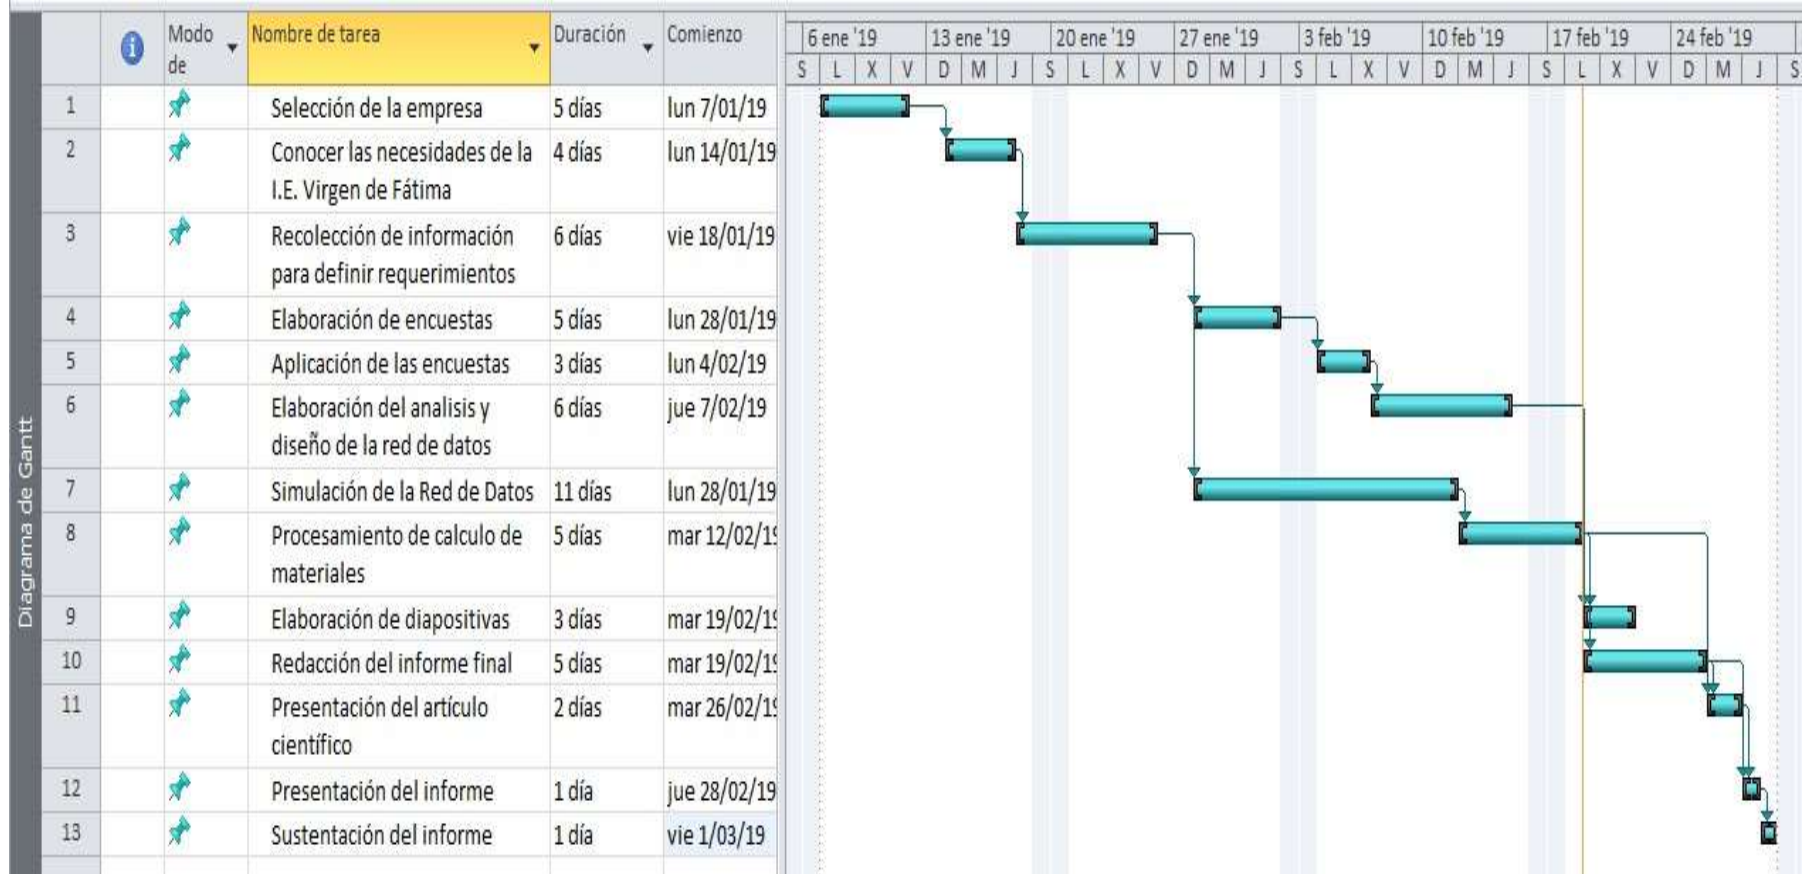 Modo de
Nombre de tarea
Duración
Comienzo
6 ene '19 13 ene '19 20 ene '19 27 ene '19 3 feb '19 10 feb '19 17 feb '19 24 feb '19
S L X V D M J S L X V D M J S L X V D M J S L X V D M J S
1 Selección de la empresa 5 días lun 7/01/19
2 Conocer las necesidades de la 4 días lun 14/01/19
I.E. Virgen de Fátima
3 Recolección de información 6 días vie 18/01/19
para definir requerimientos
4 Elaboración de encuestas 5 días lun 28/01/19
5 Aplicación de las encuestas 3 días lun 4/02/19
6 Elaboración del analisis y 6 días jue 7/02/19
diseño de la red de datos
7 Simulación de la Red de Datos 11 días lun 28/01/19
8 Procesamiento de calculo de 5 días mar 12/02/19
materiales
9 Elaboración de diapositivas 3 días mar 19/02/19
10 Redacción del informe final 5 días mar 19/02/19
11 Presentación del artículo 2 días mar 26/02/19
científico
12 Presentación del informe 1 día jue 28/02/19
13 Sustentación del informe 1 día vie 1/03/19
Diagrama de Gantt